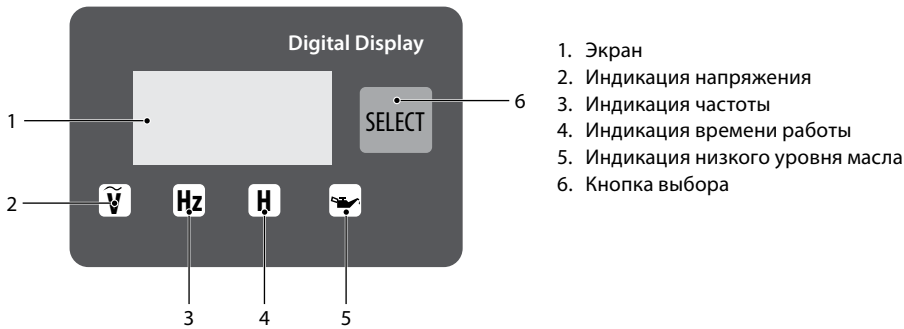 Digital Display
SELECT
1
6
2
Ṽ
Hz
H
3
4
5
1. Экран
2. Индикация напряжения
3. Индикация частоты
4. Индикация времени работы
5. Индикация низкого уровня масла
6. Кнопка выбора